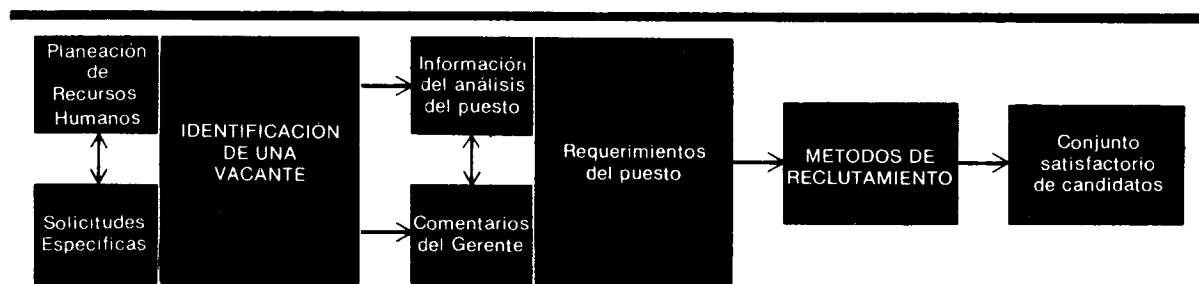 Planeación
de
Recursos
Humanos
Solicitudes
Específicas
IDENTIFICACIÓN
DE UNA
VACANTE
Información
del análisis
del puesto
Comentarios
del Gerente
Requerimientos
del puesto
METODOS DE
RECLUTAMIENTO
Conjunto
satisfactorio
de candidatos